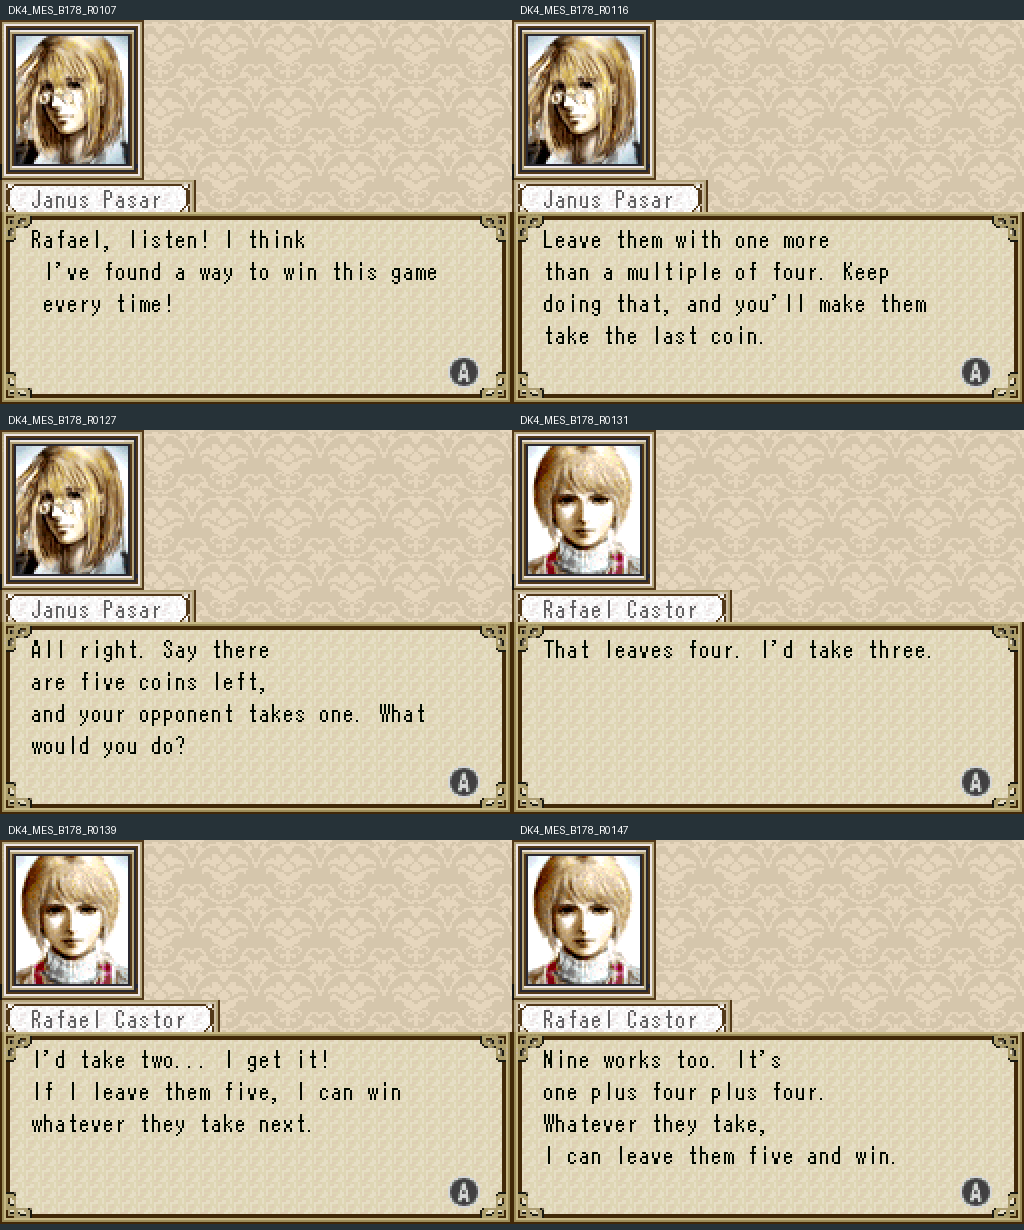 DK4_MES_B178_R0107
Janus Pasar
Rafael, listen! I think
I've found a way to win this game
every time!
A
DK4_MES_B178_R0116
Janus Pasar
Leave them with one more
than a multiple of four. Keep
doing that, and you'll make them
take the last coin.
A
DK4_MES_B178_R0127
Janus Pasar
All right. Say there
are five coins left,
and your opponent takes one. What
would you do?
A
DK4_MES_B178_R0131
Rafael Castor
That leaves four. I'd take three.
A
DK4_MES_B178_R0139
Rafael Castor
I'd take two... I get it!
If I leave them five, I can win
whatever they take next.
A
DK4_MES_B178_R0147
Rafael Castor
Nine works too. It's
one plus four plus four.
Whatever they take,
I can leave them five and win.
A